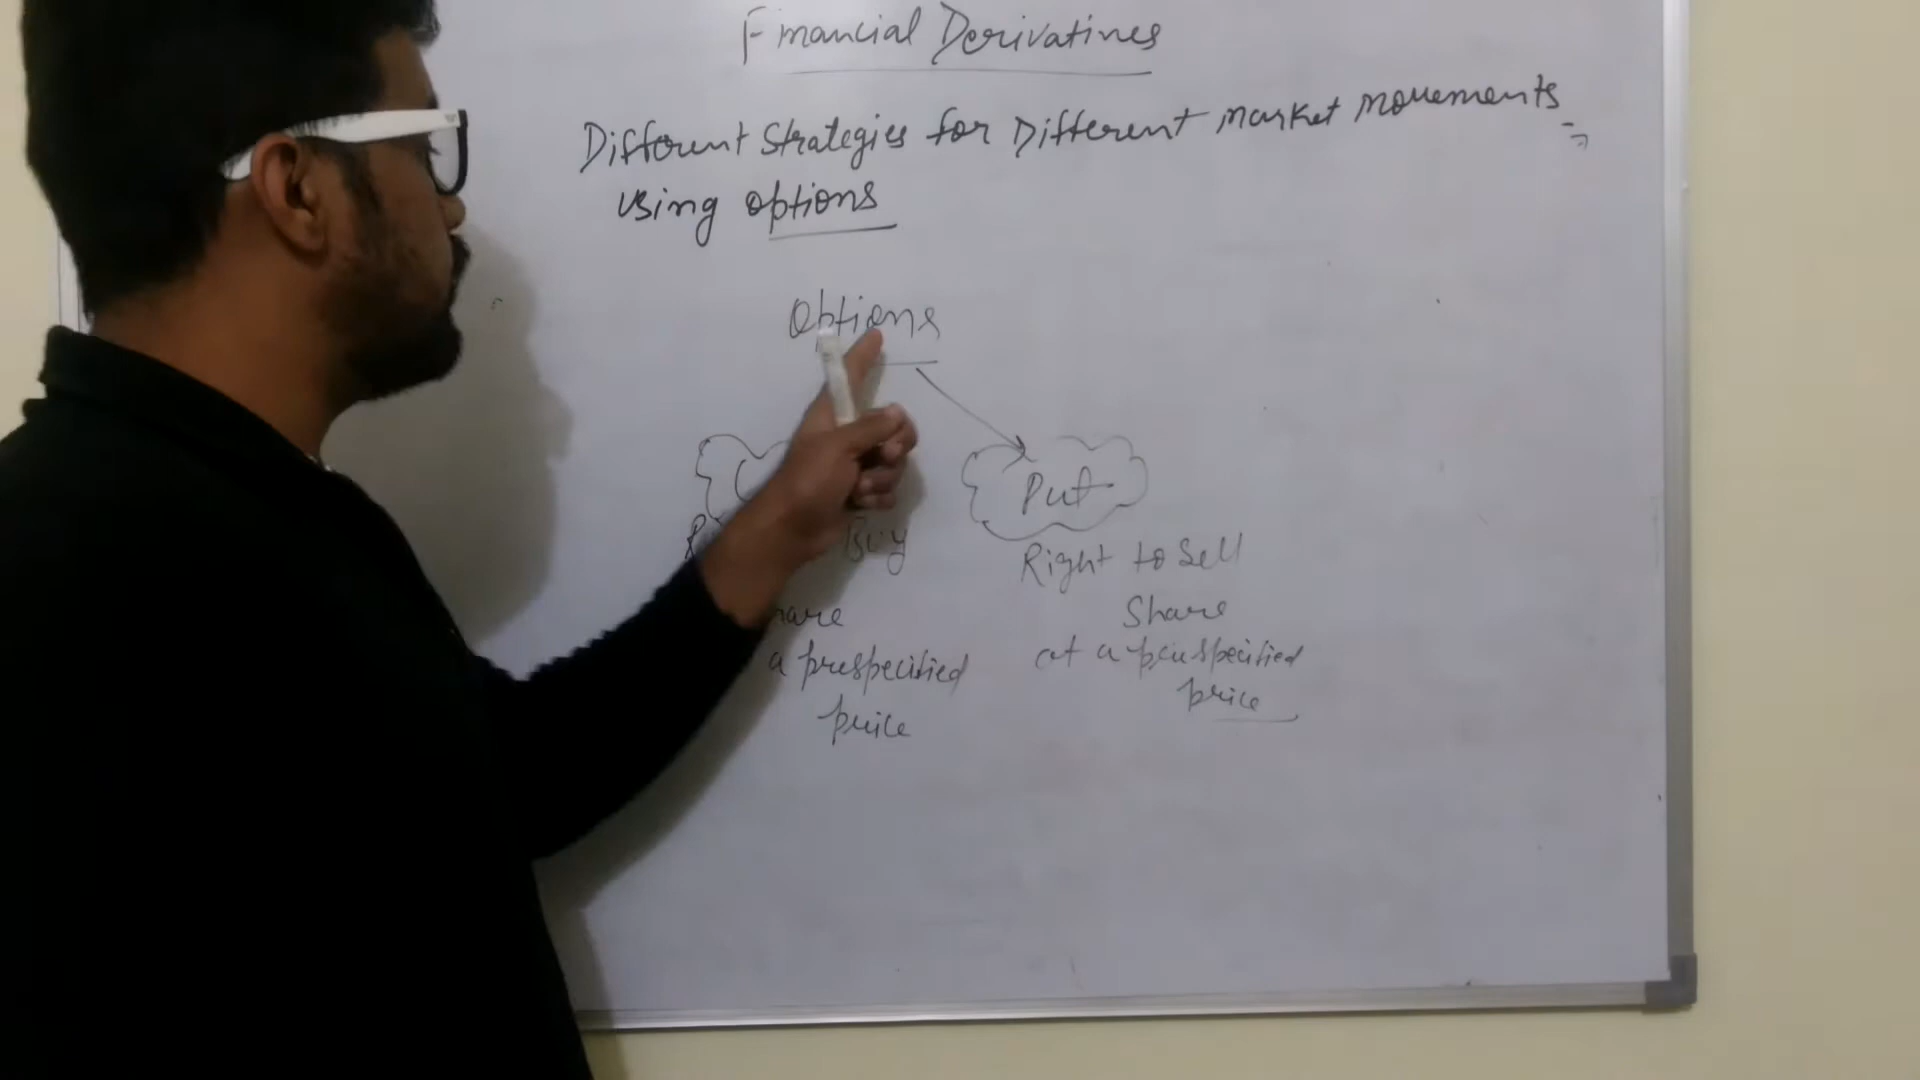 Financial Derivatives
Different Strategies for Different market movements
using options
Options
Put
Buy
Right to Sell
Share
a prespecified
at a prespecified
price
price